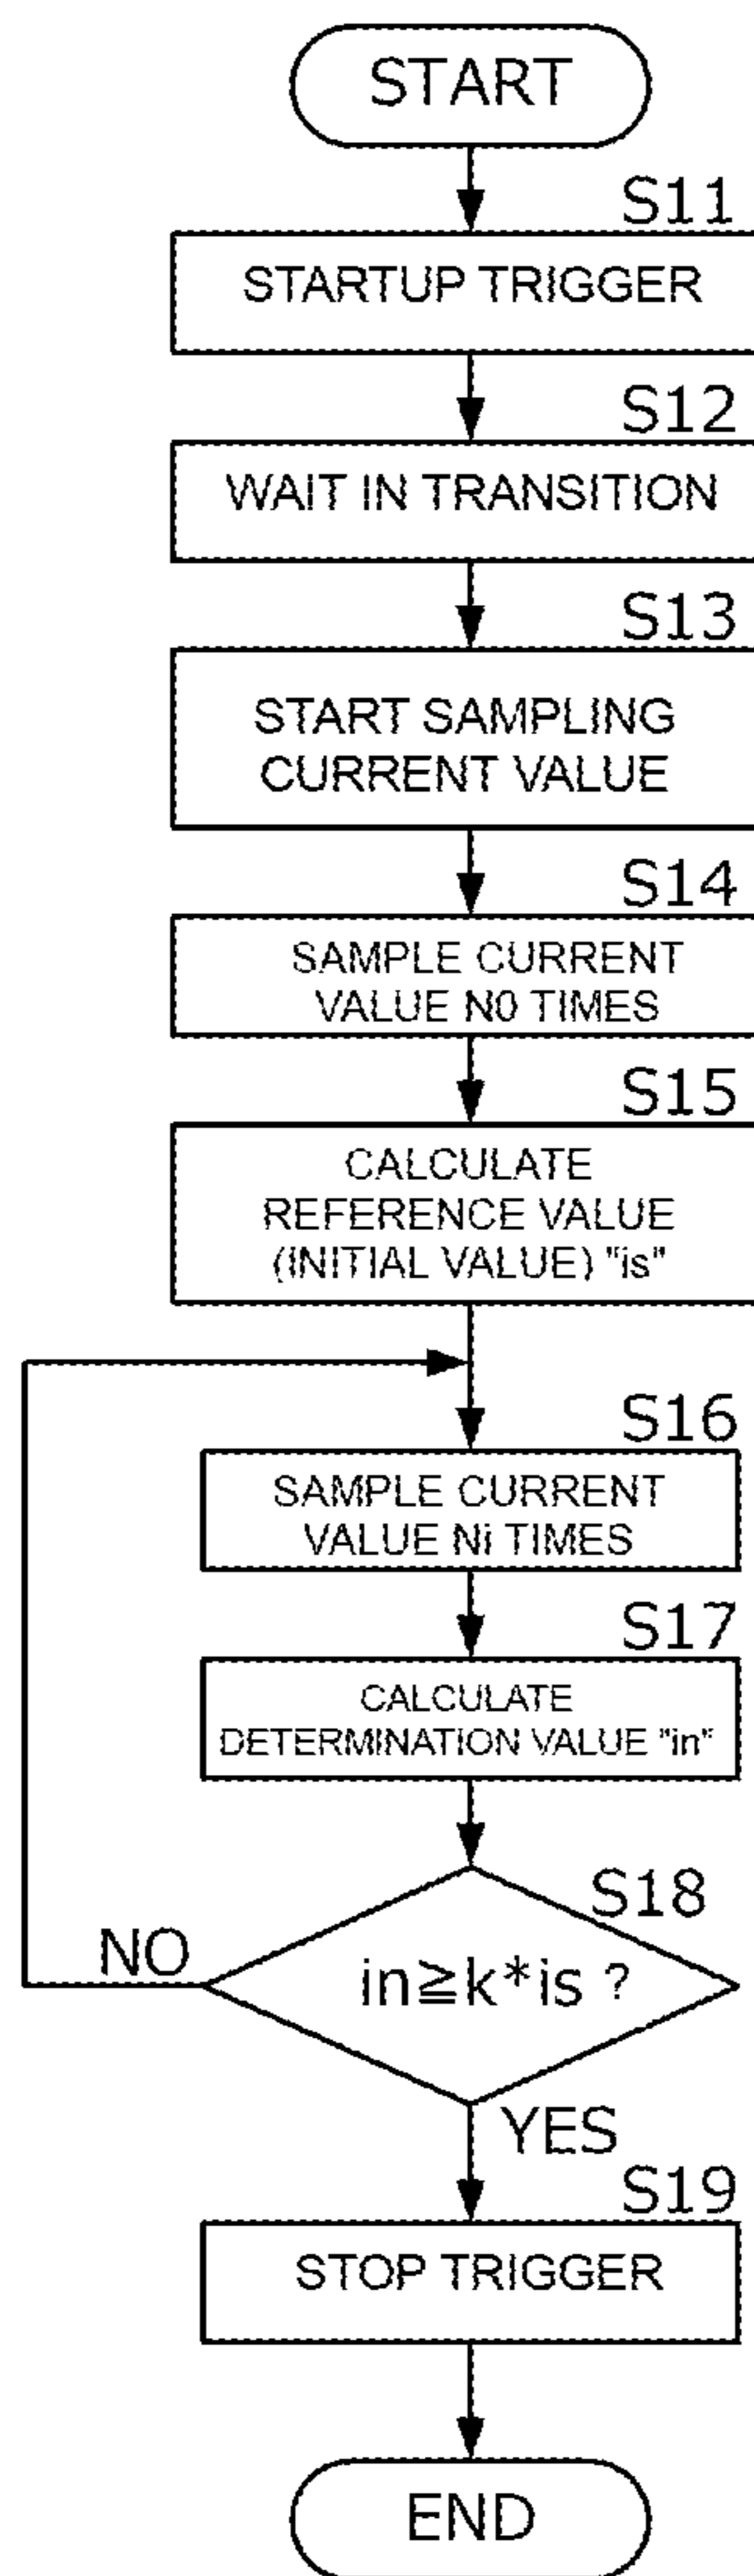 START
S11
STARTUP TRIGGER
S12
WAIT IN TRANSITION
S13
START SAMPLING
CURRENT VALUE
S14
SAMPLE CURRENT
VALUE N0 TIMES
S15
CALCULATE
REFERENCE VALUE
(INITIAL VALUE) "is"
S16
SAMPLE CURRENT
VALUE Ni TIMES
S17
CALCULATE
DETERMINATION VALUE "in"
S18
NO
in≧k*is ?
YES
S19
STOP TRIGGER
END